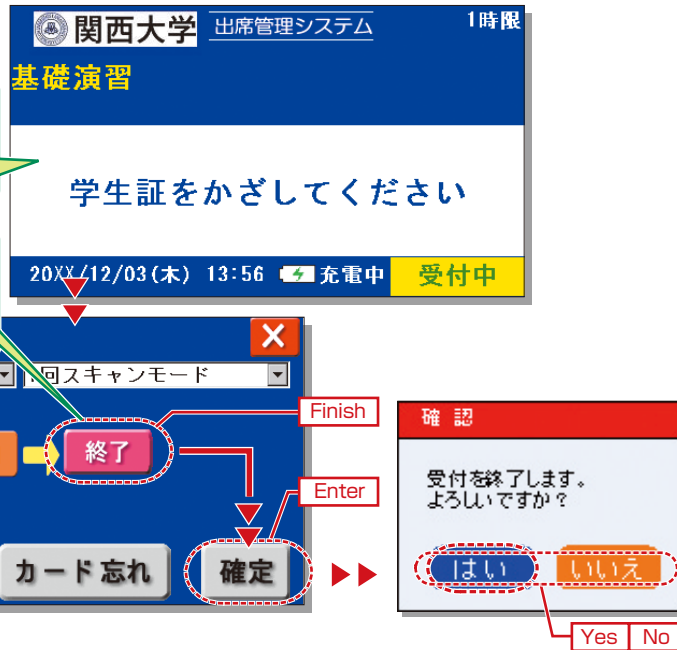 関西大学 出席管理システム 1時限
基礎演習
学生証をかざしてください
20XX/12/03(木) 13:56 充電中 受付中
回スキャンモード
終了
Finish
Enter
カード忘れ 確定
確 認
受付を終了します。
よろしいですか？
はい いいえ
Yes No